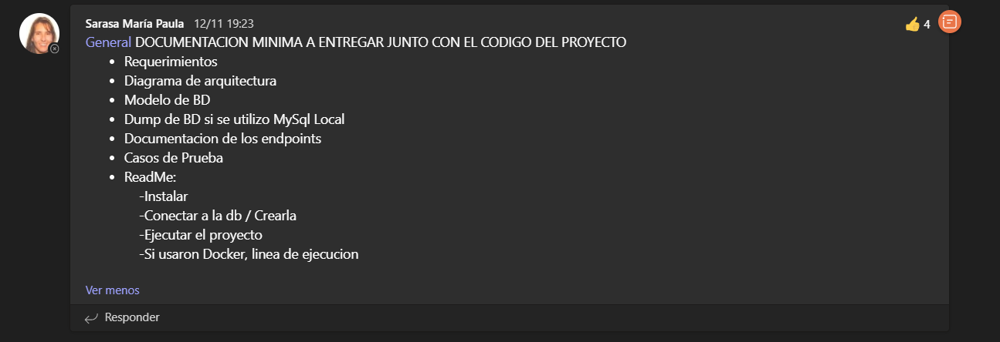 Sarasa María Paula 12/11 19:23
4
General DOCUMENTACION MINIMA A ENTREGAR JUNTO CON EL CODIGO DEL PROYECTO
• Requerimientos
• Diagrama de arquitectura
• Modelo de BD
• Dump de BD si se utilizo MySql Local
• Documentacion de los endpoints
• Casos de Prueba
• ReadMe:
-Instalar
-Conectar a la db / Crearla
-Ejecutar el proyecto
-Si usaron Docker, linea de ejecucion
Ver menos
Responder